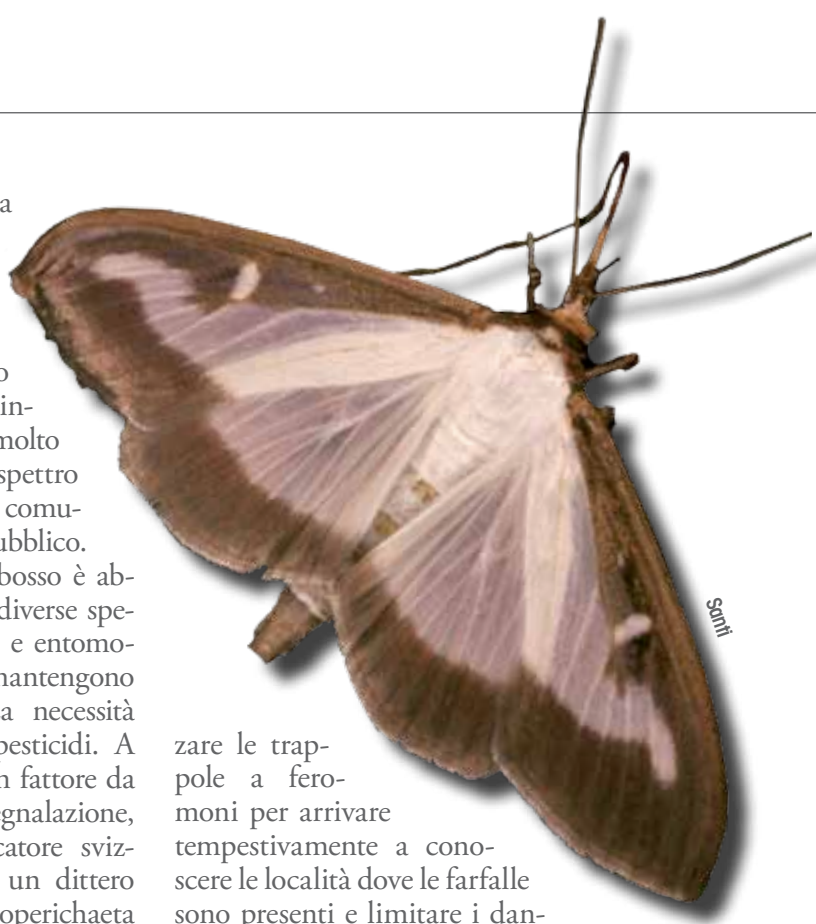 a
o
in-
molto
spettro
comu-
ubblico.
bosso è ab-
diverse spe-
e entomo-
mantengono
a necessità
pesticidi. A
n fattore da
egnalazione,
catore sviz-
un dittero
operichaeta
zare le trap-
pole a fero-
moni per arrivare
tempestivamente a cono-
scere le località dove le farfalle
sono presenti e limitare i dan-
Santi